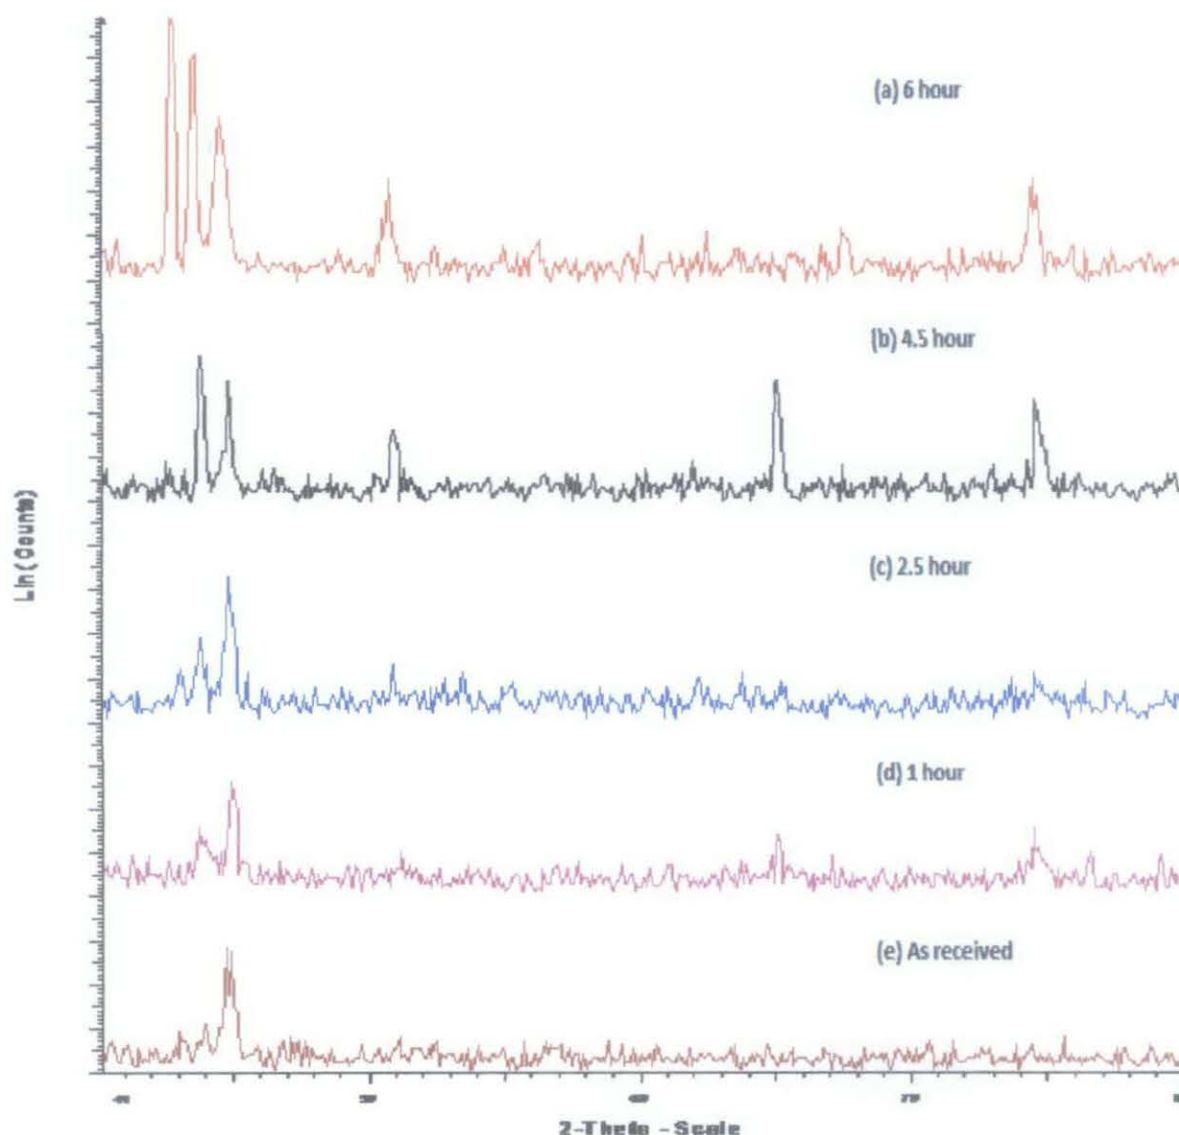 (a) 6 hour
(b) 4.5 hour
(c) 2.5 hour
(d) 1 hour
(e) As received
Lin (Counts)
2-Theta - Scale